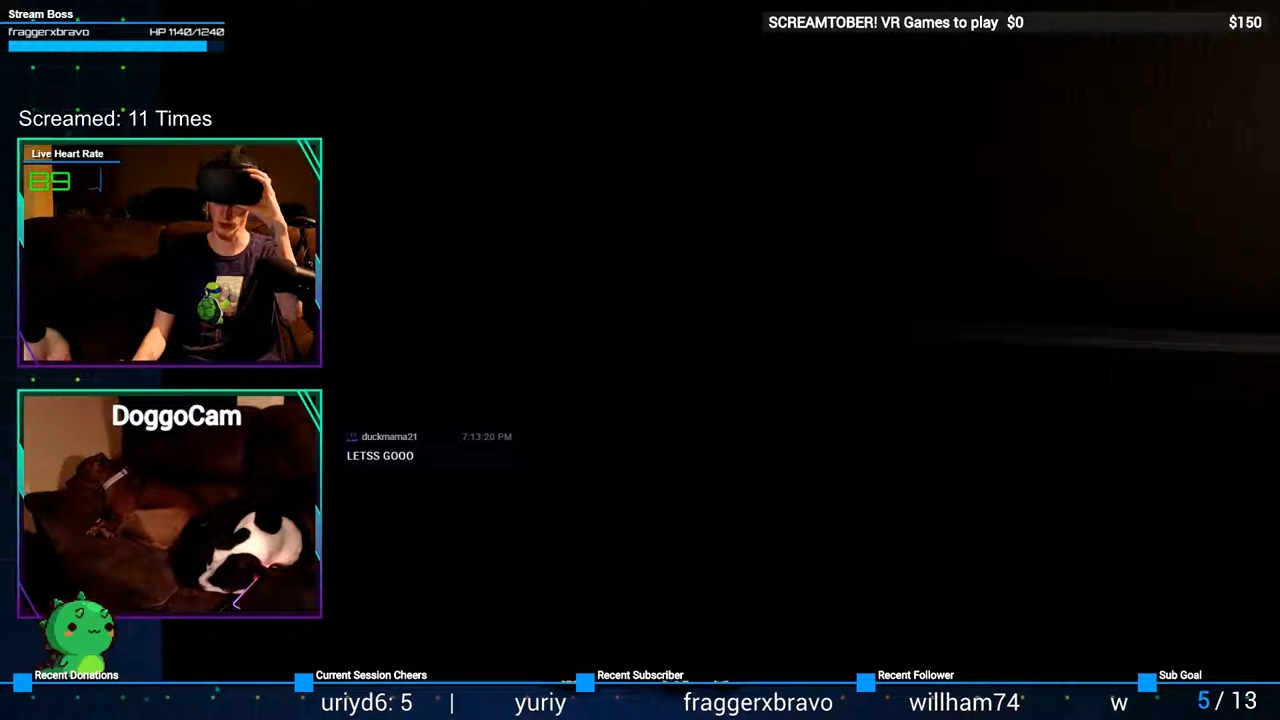 Stream Boss
fraggerxbravo HP 1140/1240
SCREAMTOBER! VR Games to play $0 $150
Screamed: 11 Times
Live Heart Rate
89
DoggoCam
duckmama21 7:13:20 PM
LETSS GOOO
Recent Donations
Current Session Cheers
Recent Subscriber
Recent Follower
Sub Goal
uriyd6: 5 | yuriy
fraggerxbravo
willham74 w
5 / 13